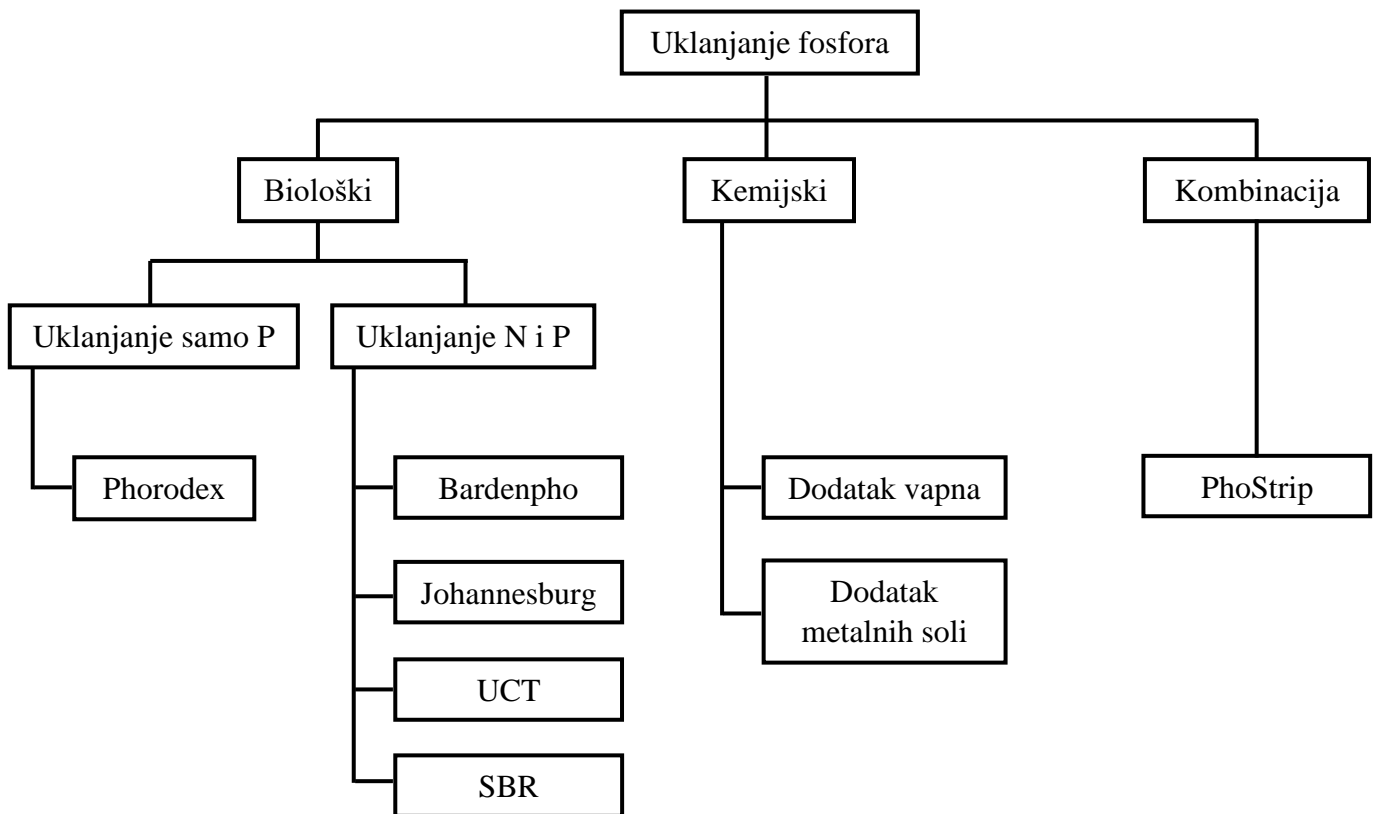 Uklanjanje fosfora
Biološki
Kemijski
Kombinacija
Uklanjanje samo P
Uklanjanje N i P
Phorodex
Bardenpho
Dodatak vapna
PhoStrip
Johannesburg
Dodatak
metalnih soli
UCT
SBR